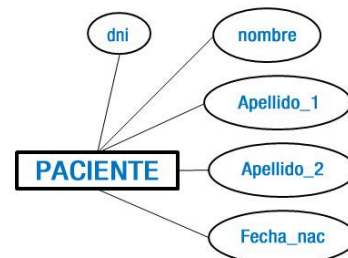 dni
nombre
Apellido_1
PACIENTE
Apellido_2
Fecha_nac